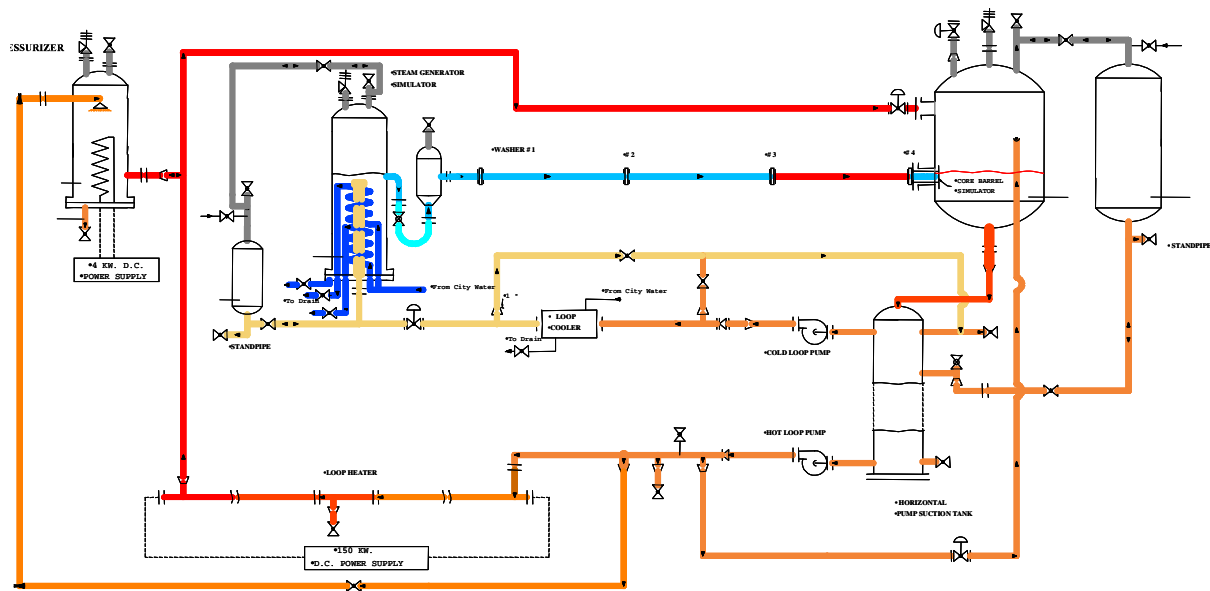 ESSURIZER
•STEAM GENERATOR
SIMULATOR
•WASHER # 1
•# 2
•# 3
•# 4
•CORE BARREL
•SIMULATOR
•STANDPIPE
•4 KW. D.C.
•POWER SUPPLY
•From City Water
•To Drain
•1 "
•From City Water
• LOOP
•COOLER
•To Drain
•STANDPIPE
•COLD LOOP PUMP
•HOT LOOP PUMP
•LOOP HEATER
• HORIZONTAL
•PUMP SUCTION TANK
•150 KW.
•D.C. POWER SUPPLY